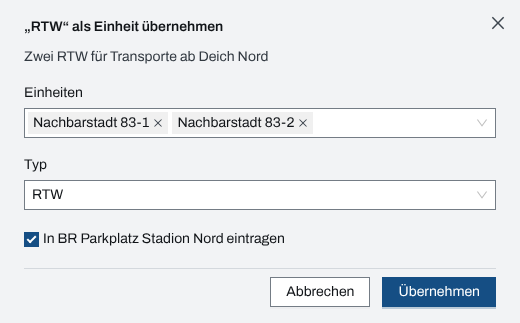 „RTW“ als Einheit übernehmen
Zwei RTW für Transporte ab Deich Nord
Einheiten
Nachbarstadt 83-1 × Nachbarstadt 83-2 ×
Typ
RTW
In BR Parkplatz Stadion Nord eintragen
Abbrechen Übernehmen